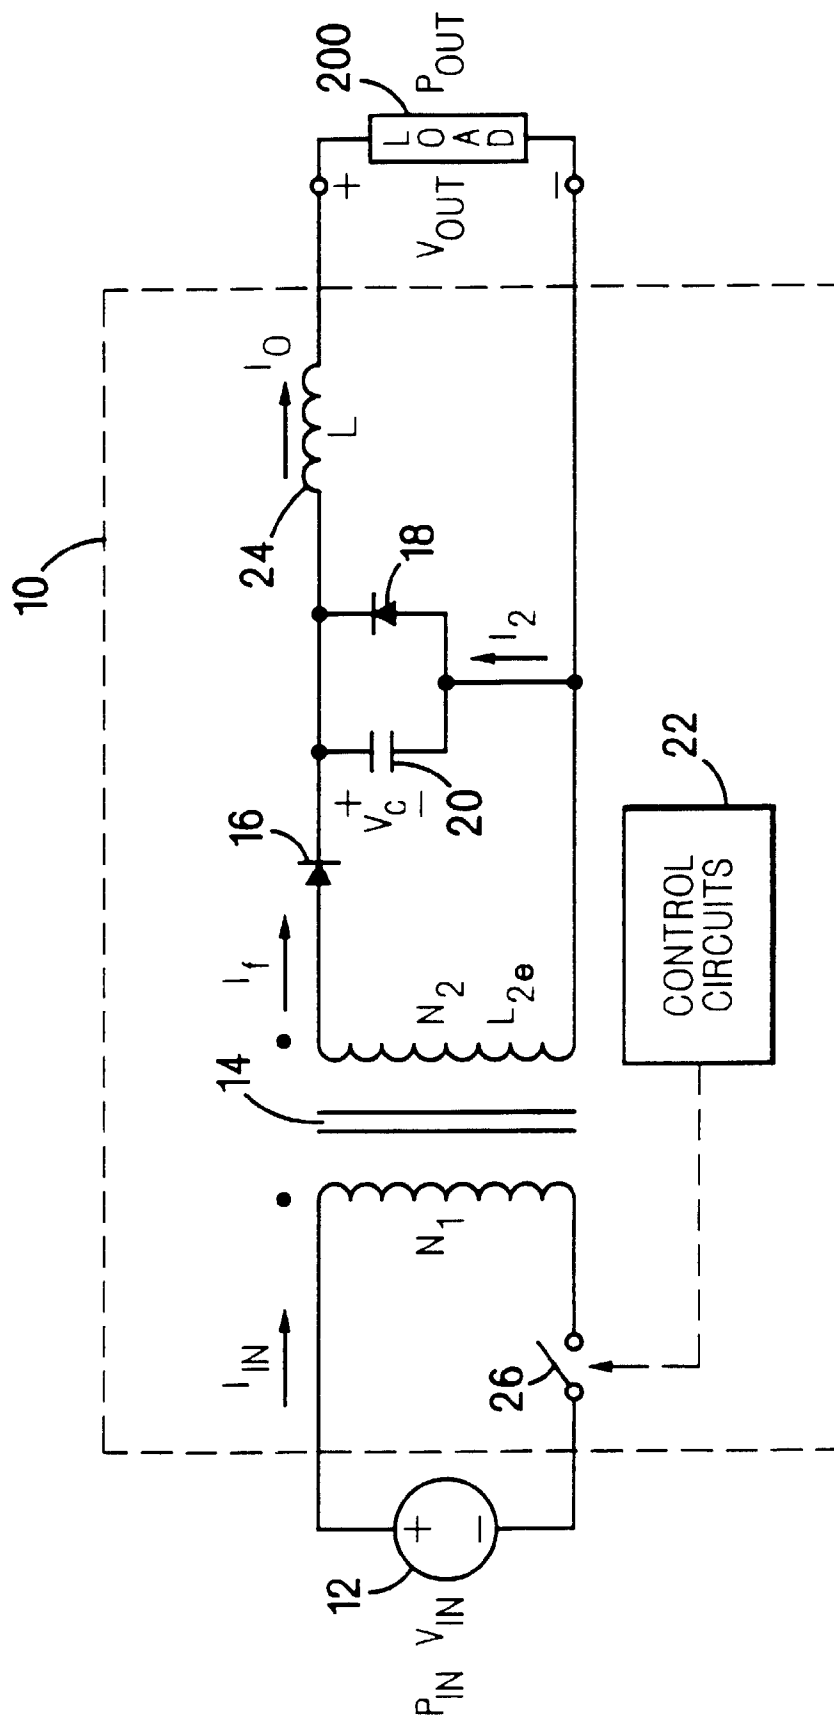 10
P_IN V_IN
12
+
−
I_IN
26
N_1
14
N_2
L_2e
I_f
16
+
V_C
−
20
18
I_2
24
L
I_O
+
V_OUT
−
200
LOAD
P_OUT
22
CONTROL
CIRCUITS